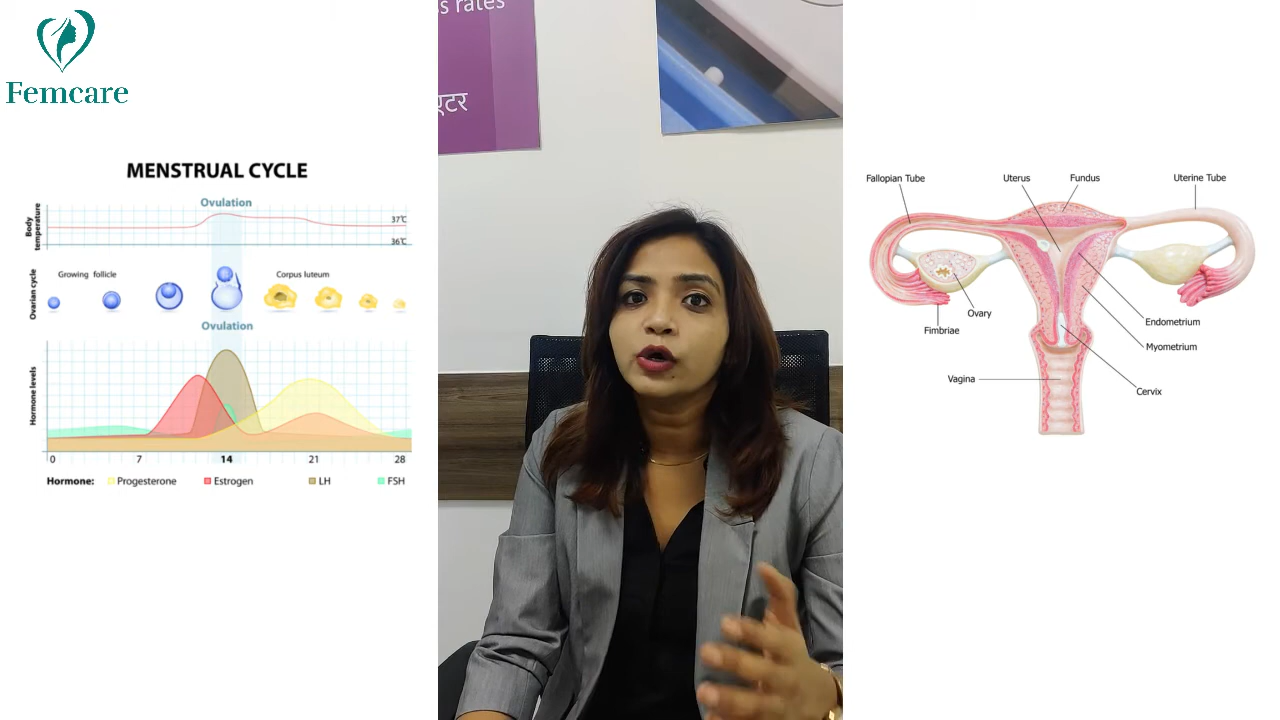 Femcare
MENSTRUAL CYCLE
Ovulation
Body
temperature
37℃
36℃
Ovarian cycle
Growing follicle
Corpus luteum
Ovulation
Hormone levels
0 7 14 21 28
Hormone: Progesterone Estrogen LH FSH
rates
Fallopian Tube
Uterus
Fundus
Uterine Tube
Ovary
Fimbriae
Endometrium
Myometrium
Vagina
Cervix